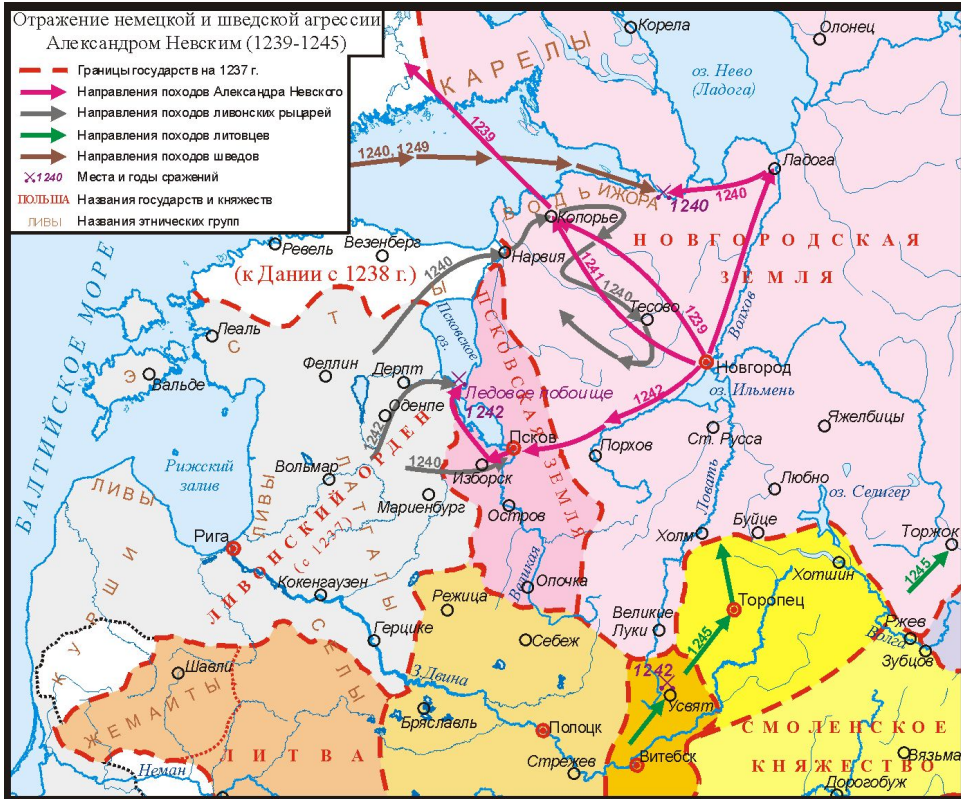 Отражение немецкой и шведской агрессии
Александром Невским (1239-1245)
Границы государств на 1237 г.
Направления походов Александра Невского
Направления походов ливонских рыцарей
Направления походов литовцев
Направления походов шведов
1240 Места и годы сражений
ПОЛЬША Названия государств и княжеств
ЛИВЫ Названия этнических групп
Корела
Олонец
КАРЕЛЫ
оз. Нево
(Ладога)
1239
1240, 1249
Ладога
1240
1240
ВОДЬ
ИЖОРА
Копорье
НОВГОРОДСКАЯ
ЗЕМЛЯ
Ревель
Везенберг
Нарвия
(к Дании с 1238 г.)
1240
1241
1240
Тесово
1239
Волхов
БАЛТИЙСКОЕ МОРЕ
Леаль
ЭСТЫ
Вальде
Феллин
Дерпт
Псковское
оз.
ПСКОВСКАЯ
ЗЕМЛЯ
Новгород
оз. Ильмень
Ледовое побоище
1242
1242
Оденпе
1242
Псков
Порхов
Ст. Русса
Яжелбицы
Рижский
залив
Вольмар
1240
Изборск
Мариенбург
Остров
Ловать
Любно
оз. Селигер
ЛИВЫ
ЛИВЫ
ЛИВОНСКИЙ ОРДЕН
(с 1237)
ЛАТГАЛЫ
Рига
Холм
Буйце
Торжок
1245
Кокенгаузен
Великая
Опочка
Хотшин
КУРШИ
СЕЛЫ
Режица
Торопец
Герцике
Себеж
Великие
Луки
1245
Ржев
Волга
Зубцов
Шавли
ЖЕМАЙТЫ
З.Двина
1242
Усвят
Бряславль
Полоцк
СМОЛЕНСКОЕ
КНЯЖЕСТВО
ЛИТВА
Неман
Стрежев
Витебск
Вязьма
Дорогобуж